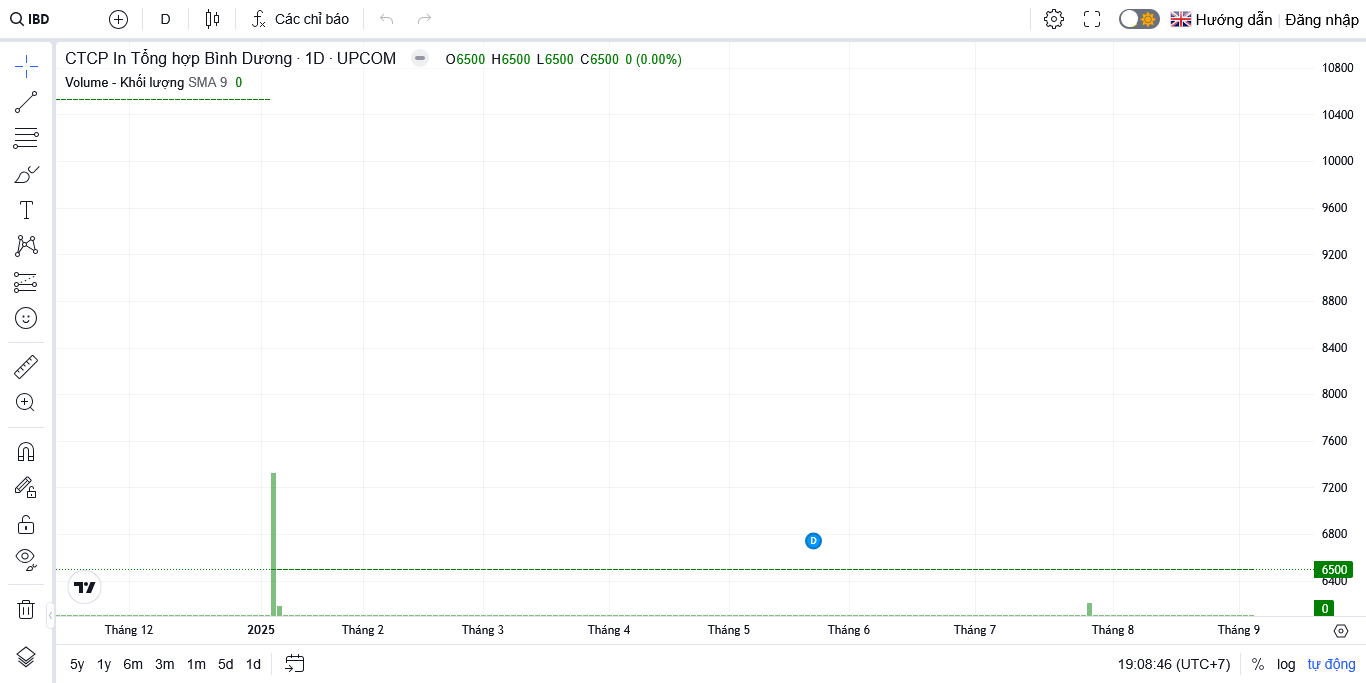 IBD D Các chỉ báo Hướng dẫn Đăng nhập
CTCP In Tổng hợp Bình Dương · 1D · UPCOM O6500 H6500 L6500 C6500 0 (0.00%)
Volume - Khối lượng SMA 9 0
10800
10400
10000
9600
9200
8800
8400
8000
7600
7200
6800
D
6500
6400
0
Tháng 12 2025 Tháng 2 Tháng 3 Tháng 4 Tháng 5 Tháng 6 Tháng 7 Tháng 8 Tháng 9
5y 1y 6m 3m 1m 5d 1d 19:08:46 (UTC+7) % log tự động